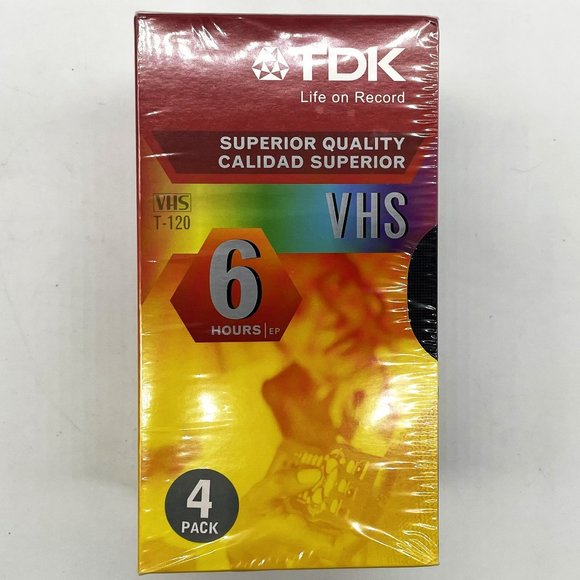 TDK
Life on Record
SUPERIOR QUALITY
CALIDAD SUPERIOR
VHS
T-120
VHS
6
HOURS | EP
4
PACK